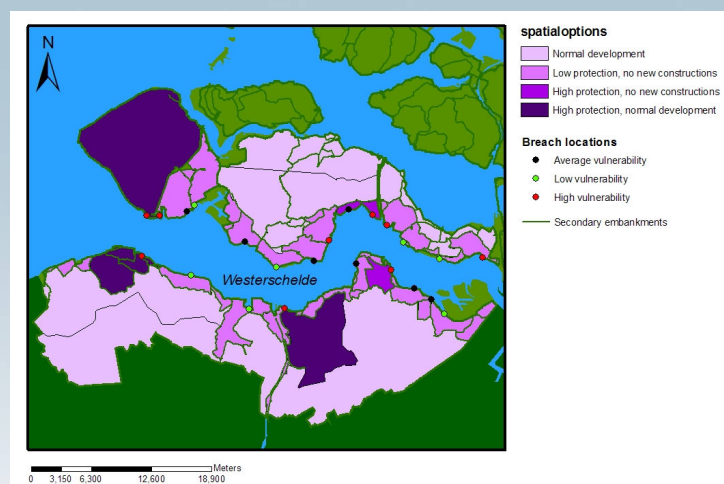 N
Westerschelde
spatialoptions
Normal development
Low protection, no new constructions
High protection, no new constructions
High protection, normal development
Breach locations
Average vulnerability
Low vulnerability
High vulnerability
Secondary embankments
Meters
0 3,150 6,300 12,600 18,900